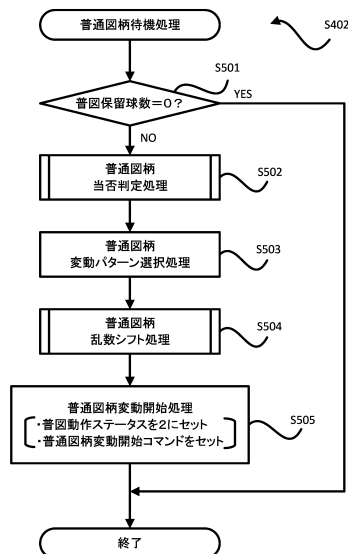 普通図柄待機処理
S402
S501
普図保留球数=0?
YES
NO
普通図柄
当否判定処理
S502
普通図柄
変動パターン選択処理
S503
普通図柄
乱数シフト処理
S504
普通図柄変動開始処理
・普図動作ステータスを2にセット
・普通図柄変動開始コマンドをセット
S505
終了